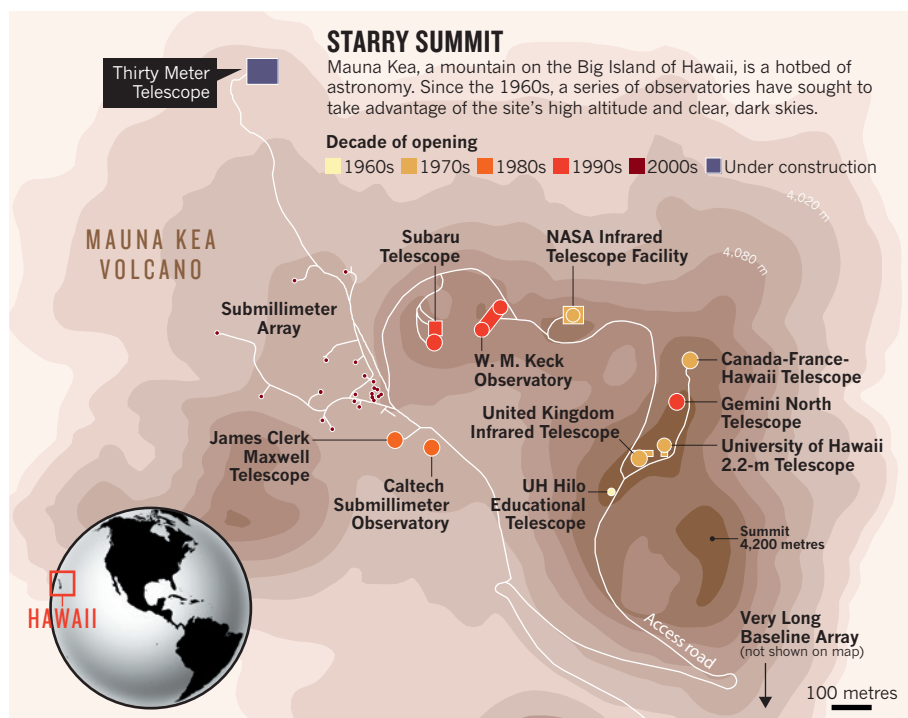 STARRY SUMMIT
Mauna Kea, a mountain on the Big Island of Hawaii, is a hotbed of
astronomy. Since the 1960s, a series of observatories have sought to
take advantage of the site's high altitude and clear, dark skies.
Decade of opening
1960s 1970s 1980s 1990s 2000s Under construction
Thirty Meter
Telescope
4,020 m
4,080 m
MAUNA KEA
VOLCANO
Subaru
Telescope
NASA Infrared
Telescope Facility
Submillimeter
Array
W. M. Keck
Observatory
Canada-France-
Hawaii Telescope
Gemini North
Telescope
United Kingdom
Infrared Telescope
University of Hawaii
2.2-m Telescope
James Clerk
Maxwell
Telescope
Caltech
Submillimeter
Observatory
UH Hilo
Educational
Telescope
Summit
4,200 metres
HAWAII
Access road
Very Long
Baseline Array
(not shown on map)
100 metres